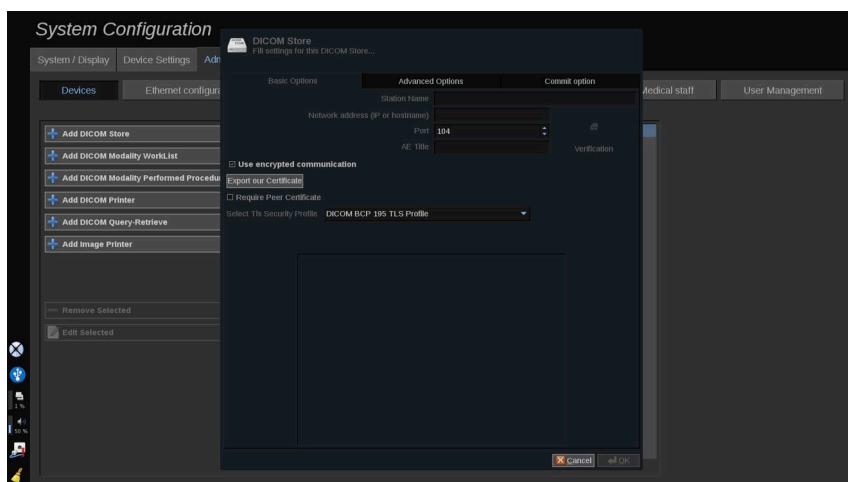 System Configuration
System / Display
Device Settings
Adm
Devices
Ethernet configura
Medical staff
User Management
DICOM Store
Fill settings for this DICOM Store...
Basic Options
Advanced Options
Commit option
Station Name
Network address (IP or hostname)
Port 104
AE Title
Verification
Use encrypted communication
Export our Certificate
Require Peer Certificate
Select Tls Security Profile DICOM BCP 195 TLS Profile
Add DICOM Store
Add DICOM Modality WorkList
Add DICOM Modality Performed Procedu
Add DICOM Printer
Add DICOM Query-Retrieve
Add Image Printer
Remove Selected
Edit Selected
1 %
50 %
Cancel
OK